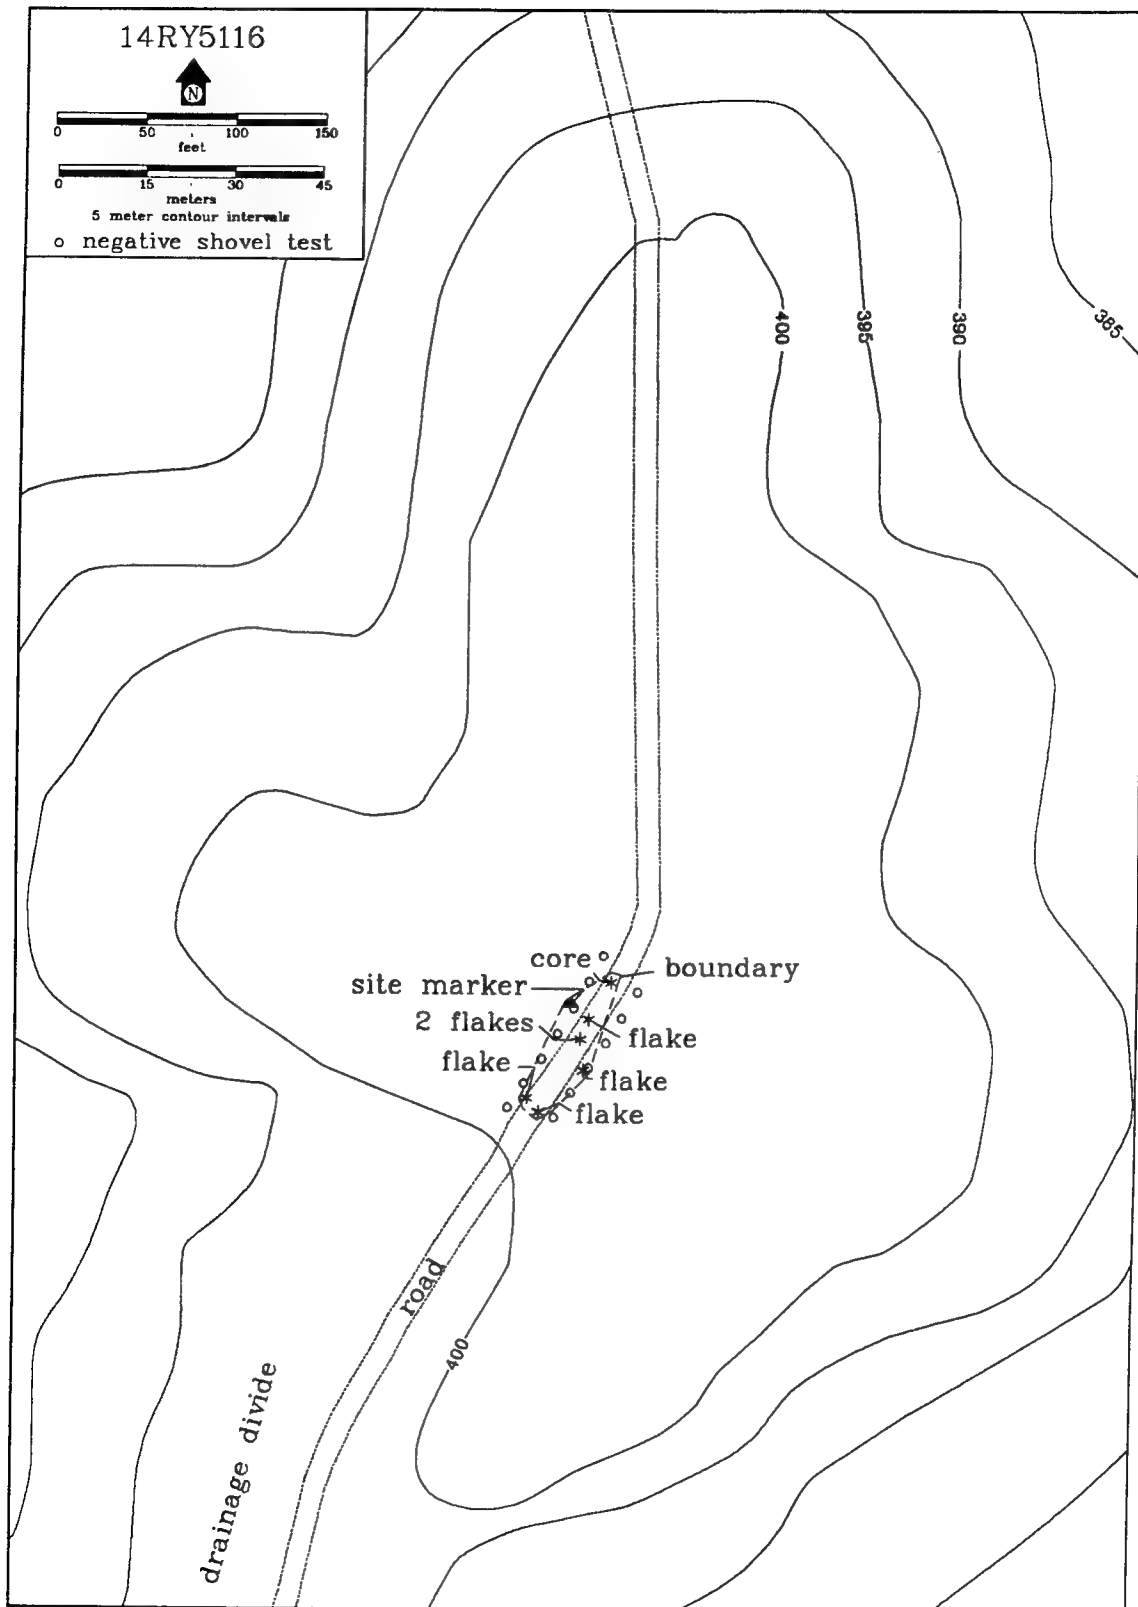 14RY5116
N
0 50 100 150
feet
0 15 30 45
meters
5 meter contour intervals
o negative shovel test
400
395
390
385
core
boundary
site marker
2 flakes
flake
flake
flake
flake
road
400
drainage divide